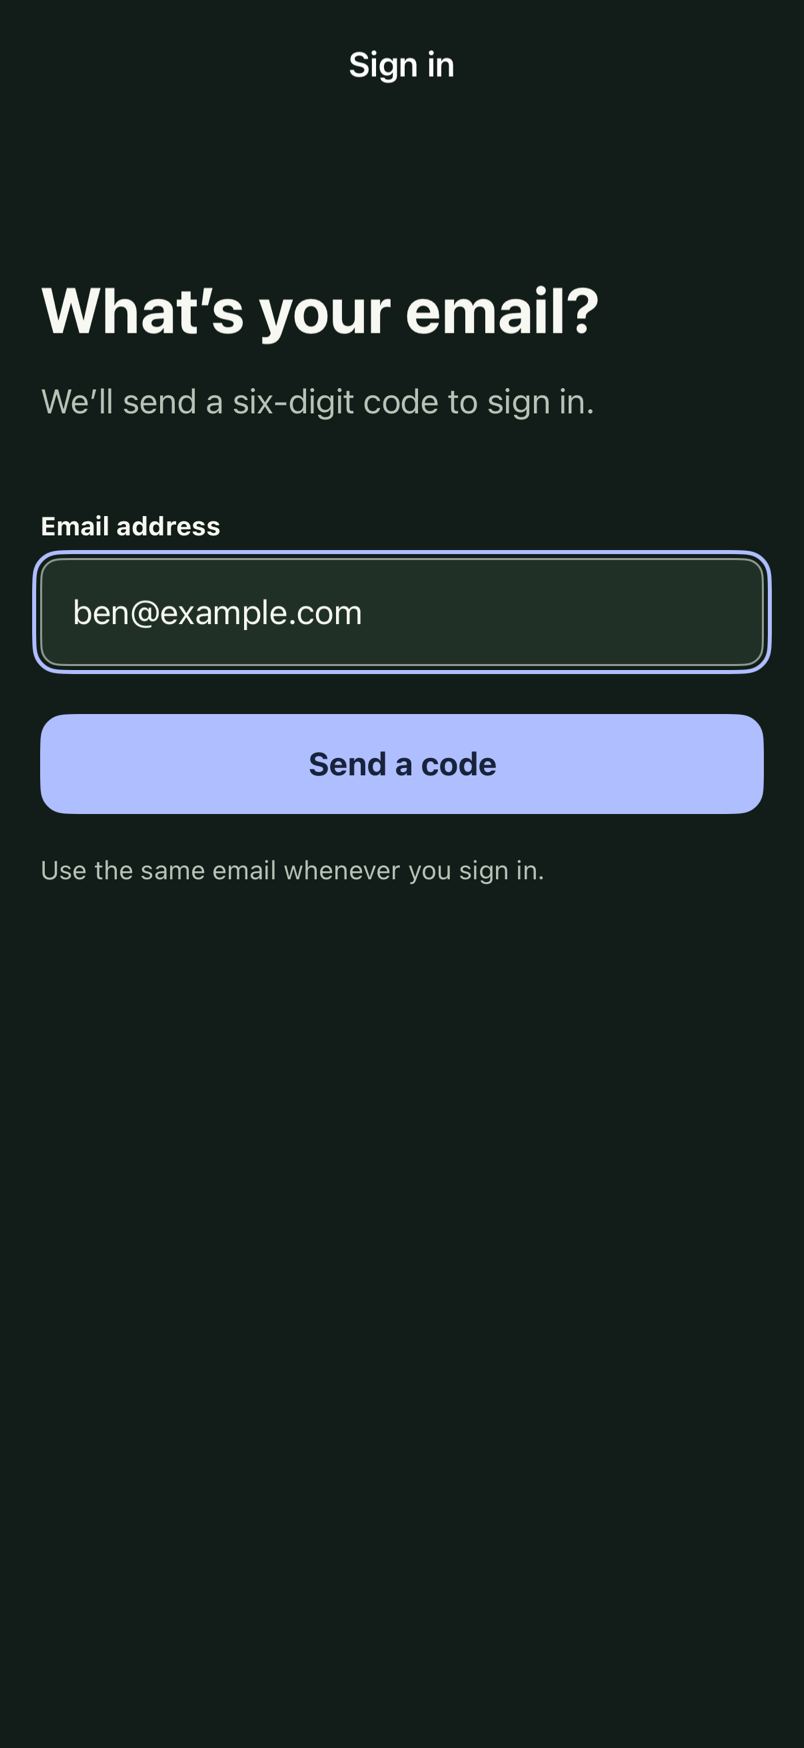 Sign in
What’s your email?
We’ll send a six-digit code to sign in.
Email address
ben@example.com
Send a code
Use the same email whenever you sign in.